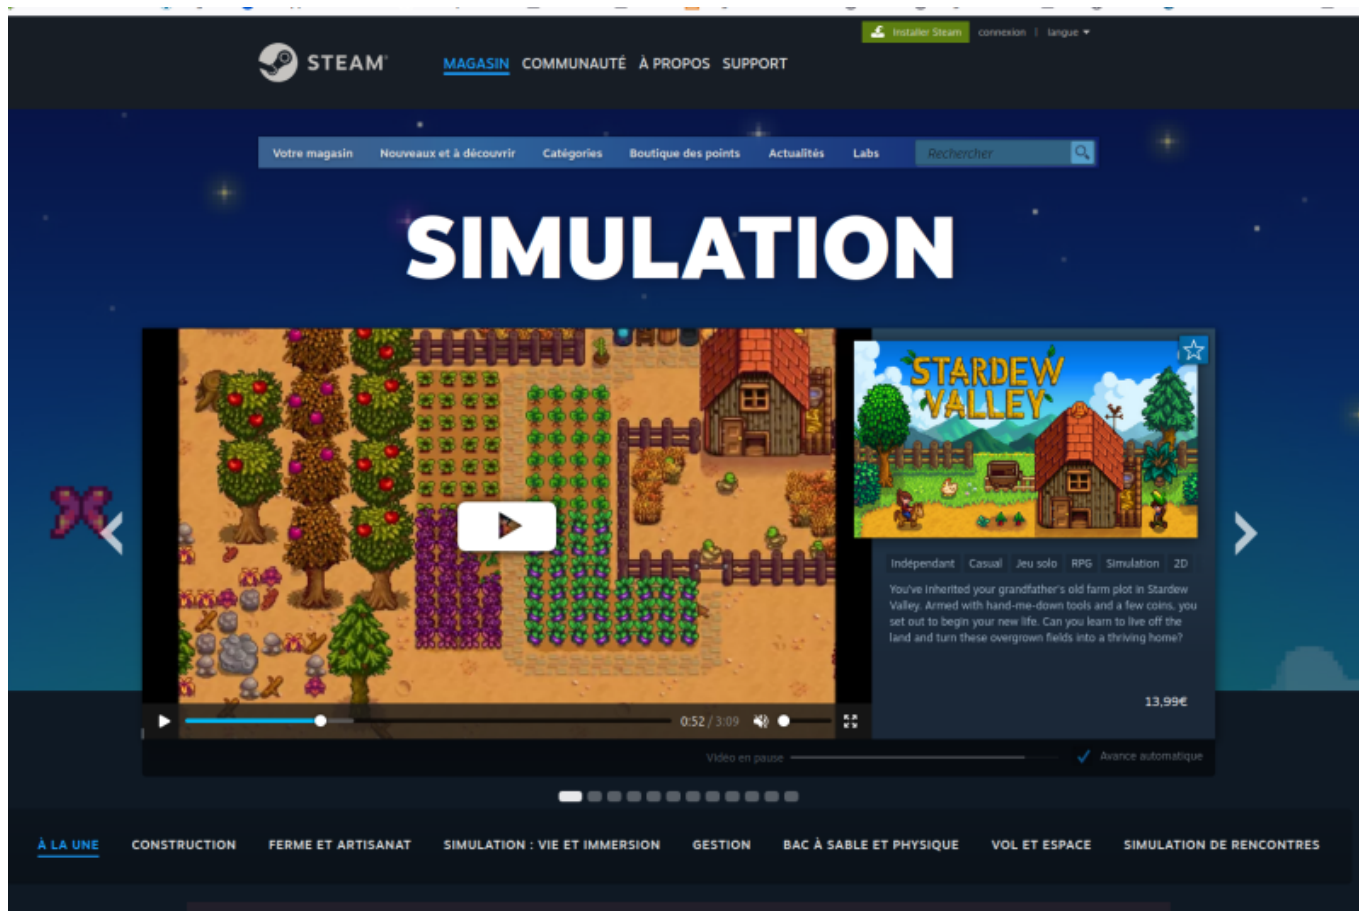 Installer Steam connexion | langue
STEAM
MAGASIN COMMUNAUTÉ À PROPOS SUPPORT
Votre magasin Nouveaux et à découvrir Catégories Boutique des points Actualités Labs Rechercher
SIMULATION
STARDEW
VALLEY
Indépendant Casual Jeu solo RPG Simulation 2D
You've inherited your grandfather's old farm plot in Stardew
Valley. Armed with hand-me-down tools and a few coins, you
set out to begin your new life. Can you learn to live off the
land and turn these overgrown fields into a thriving home?
13,99€
0:52 / 3:09
Vidéo en pause Avance automatique
À LA UNE CONSTRUCTION FERME ET ARTISANAT SIMULATION : VIE ET IMMERSION GESTION BAC À SABLE ET PHYSIQUE VOL ET ESPACE SIMULATION DE RENCONTRES